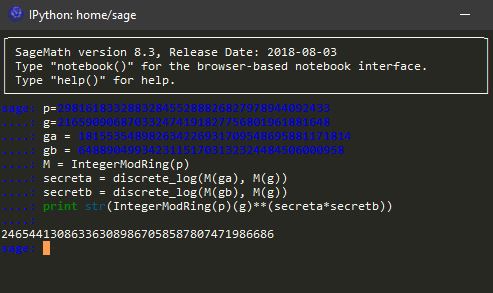 IPython: home/sage
SageMath version 8.3, Release Date: 2018-08-03
Type "notebook()" for the browser-based notebook interface.
Type "help()" for help.
sage: p=298161833288328455288826827978944092433
....: g=216590906870332474191827756801961881648
....: ga = 181553548982634226931709548695881171814
....: gb = 64889049934231151703132324484506000958
....: M = IntegerModRing(p)
....: secreta = discrete_log(M(ga), M(g))
....: secretb = discrete_log(M(gb), M(g))
....: print str(IntegerModRing(p)(g)**(secreta*secretb))
....:
246544130863363089867058587807471986686
sage: